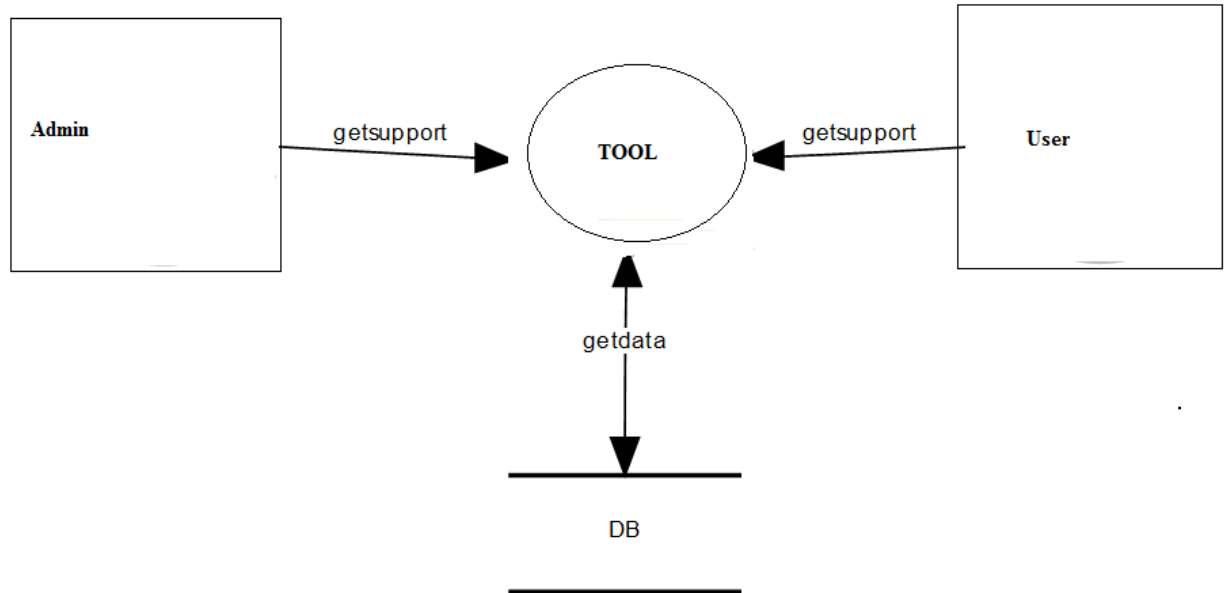 Admin
getsupport
TOOL
getsupport
User
getdata
DB